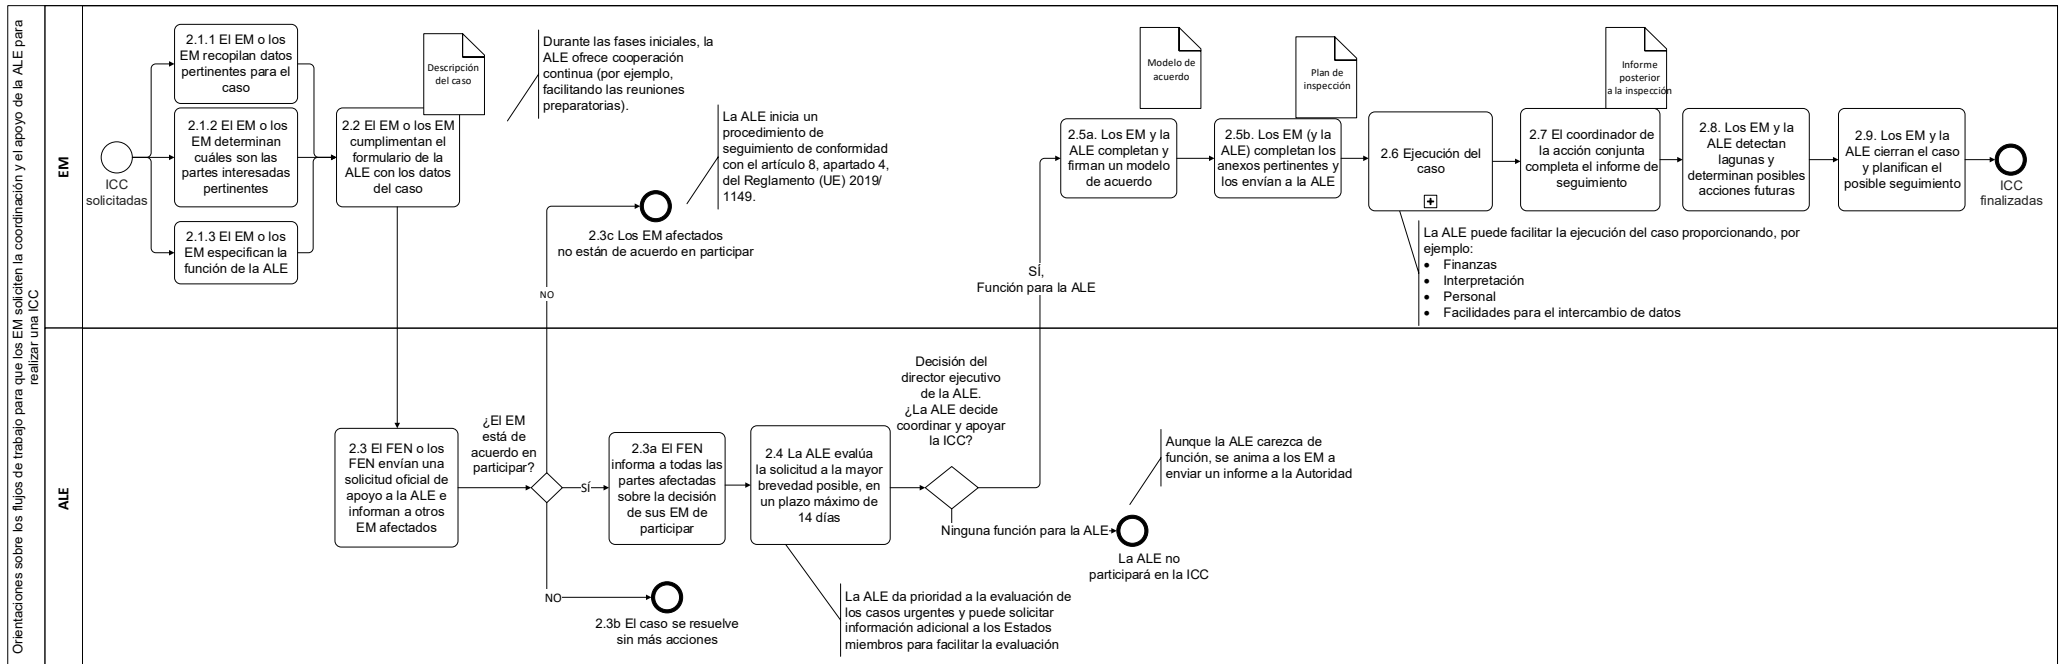 Orientaciones sobre los flujos de trabajo para que los EM soliciten la coordinación y el apoyo de la ALE para
realizar una ICC
EM
ICC
solicitadas
2.1.1 El EM o los
EM recopilan datos
pertinentes para el
caso
2.1.2 El EM o los
EM determinan
cuáles son las
partes interesadas
pertinentes
2.1.3 El EM o los
EM especifican la
función de la ALE
Descripción
del caso
2.2 El EM o los EM
cumplimentan el
formulario de la
ALE con los datos
del caso
Durante las fases iniciales, la
ALE ofrece cooperación
continua (por ejemplo,
facilitando las reuniones
preparatorias).
La ALE inicia un
procedimiento de
seguimiento de conformidad
con el artículo 8, apartado 4,
del Reglamento (UE) 2019/
1149.
2.3c Los EM afectados
no están de acuerdo en participar
NO
SÍ,
Función para la ALE
Modelo de
acuerdo
2.5a. Los EM y la
ALE completan y
firman un modelo
de acuerdo
Plan de
inspección
2.5b. Los EM (y la
ALE) completan los
anexos pertinentes y
los envían a la ALE
2.6 Ejecución del
caso
La ALE puede facilitar la ejecución del caso proporcionando, por
ejemplo:
• Finanzas
• Interpretación
• Personal
• Facilidades para el intercambio de datos
Informe
posterior
a la inspección
2.7 El coordinador de
la acción conjunta
completa el informe de
seguimiento
2.8. Los EM y la
ALE detectan
lagunas y
determinan posibles
acciones futuras
2.9. Los EM y la
ALE cierran el caso
y planifican el
posible seguimiento
ICC
finalizadas
ALE
2.3 El FEN o los
FEN envían una
solicitud oficial de
apoyo a la ALE e
informan a otros
EM afectados
¿El EM
está de
acuerdo en
participar?
SÍ
2.3a El FEN
informa a todas las
partes afectadas
sobre la decisión
de sus EM de
participar
NO
2.3b El caso se resuelve
sin más acciones
2.4 La ALE evalúa
la solicitud a la mayor
brevedad posible, en
un plazo máximo de
14 días
La ALE da prioridad a la evaluación de
los casos urgentes y puede solicitar
información adicional a los Estados
miembros para facilitar la evaluación
Decisión del
director ejecutivo
de la ALE.
¿La ALE decide
coordinar y apoyar
la ICC?
Ninguna función para la ALE
La ALE no
participará en la ICC
Aunque la ALE carezca de
función, se anima a los EM a
enviar un informe a la Autoridad